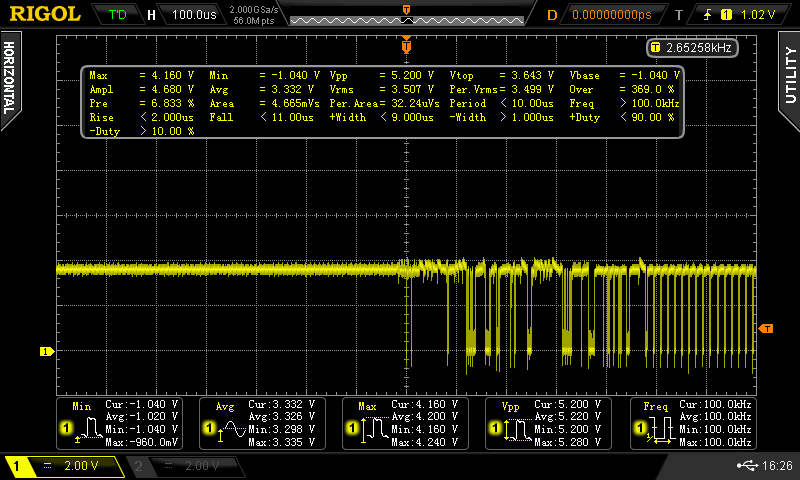 RIGOL T'D H 100.0us 2.000GSa/s 56.0M pts D 0.00000000ps T 1 1.02 V
HORIZONTAL
UTILITY
T 2.65258kHz
Max = 4.160 V Min = -1.040 V Vpp = 5.200 V Vtop = 3.643 V Vbase = -1.040 V
Ampl = 4.680 V Avg = 3.332 V Vrms = 3.507 V Per.Vrms= 3.499 V Over = 369.0 %
Pre = 6.833 % Area = 4.665mVs Per.Area= 32.24uVs Period < 10.00us Freq > 100.0kHz
Rise < 2.000us Fall < 11.00us +Width < 9.000us -Width > 1.000us +Duty < 90.00 %
-Duty > 10.00 %
T
1
T
Min Cur:-1.040 V
Avg:-1.020 V
1 Min:-1.040 V
Max:-960.0mV
Avg Cur:3.332 V
Avg:3.326 V
1 Min:3.298 V
Max:3.335 V
Max Cur:4.160 V
Avg:4.200 V
1 Min:4.160 V
Max:4.240 V
Vpp Cur:5.200 V
Avg:5.220 V
1 Min:5.200 V
Max:5.280 V
Freq Cur:100.0kHz
Avg:100.0kHz
1 Min:100.0kHz
Max:100.0kHz
1 2.00 V 2 2.00 V 16:26